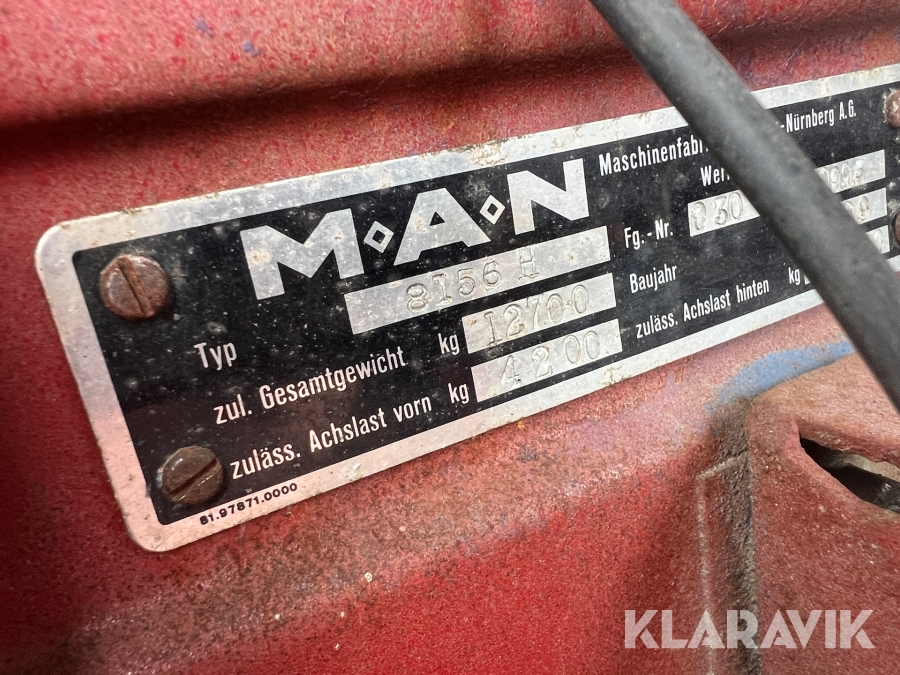 M·A·N
Maschinenfabrik -Nürnberg A.G.
Typ 8156 H
zul. Gesamtgewicht kg 12700
zuläss. Achslast vorn kg 4200
Fg.-Nr.
Baujahr
zuläss. Achslast hinten kg
81.97871.0000
KLARAVIK